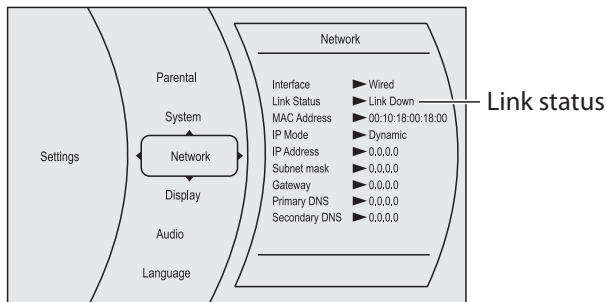 Network
Interface ► Wired
Link Status ► Link Down
MAC Address ► 00:10:18:00:18:00
IP Mode ► Dynamic
IP Address ► 0.0.0.0
Subnet mask ► 0.0.0.0
Gateway ► 0.0.0.0
Primary DNS ► 0.0.0.0
Secondary DNS ► 0.0.0.0
Link status
Settings
Parental
System
Network
Display
Audio
Language